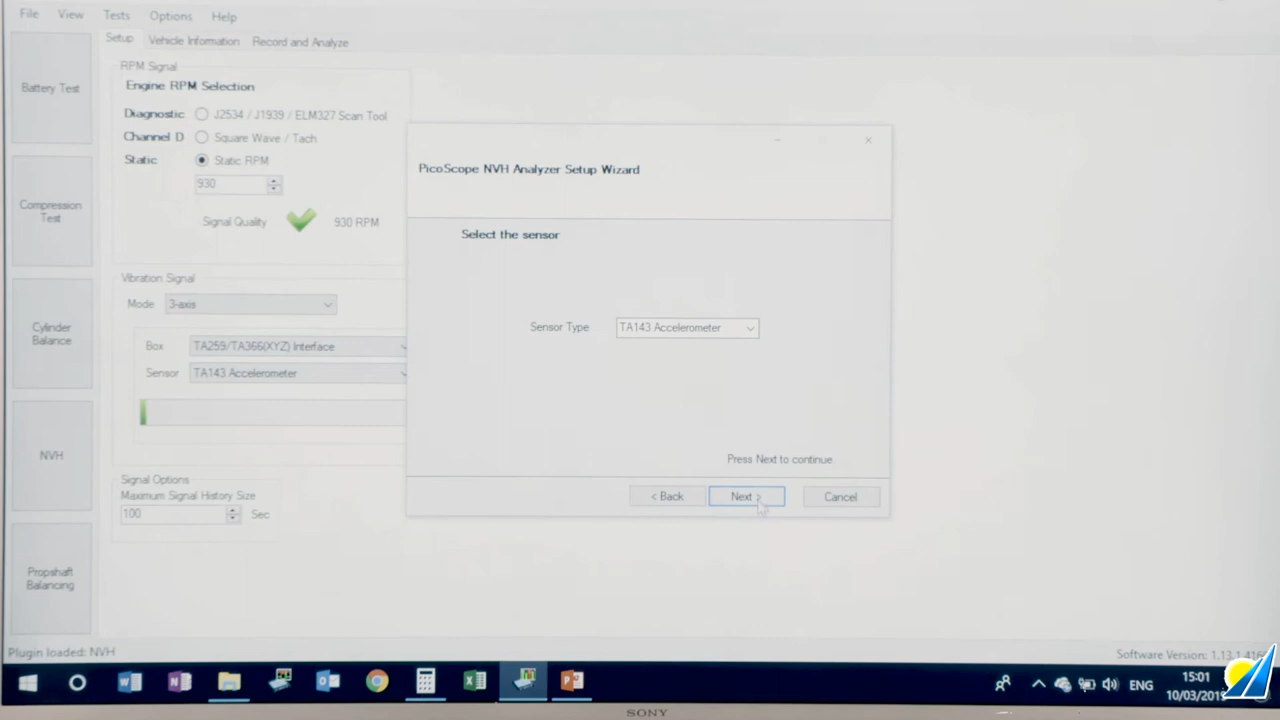 File View Tests Options Help
Setup Vehicle Information Record and Analyze
Battery Test
Compression
Test
Cylinder
Balance
NVH
Propshaft
Balancing
RPM Signal
Engine RPM Selection
Diagnostic J2534 / J1939 / ELM327 Scan Tool
Channel D Square Wave / Tach
Static Static RPM
930
Signal Quality 930 RPM
Vibration Signal
Mode 3-axis
Box TA259/TA366(XYZ) Interface
Sensor TA143 Accelerometer
Signal Options
Maximum Signal History Size
100 Sec
PicoScope NVH Analyzer Setup Wizard
Select the sensor
Sensor Type TA143 Accelerometer
Press Next to continue.
< Back Next > Cancel
Plugin loaded: NVH
Software Version:
ENG
15:01
SONY